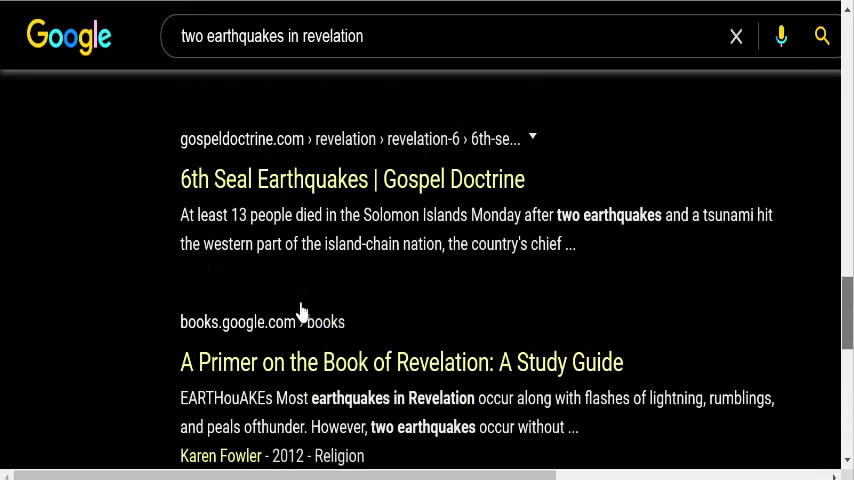 Google
two earthquakes in revelation
gospeldoctrine.com › revelation › revelation-6 › 6th-se...
6th Seal Earthquakes | Gospel Doctrine
At least 13 people died in the Solomon Islands Monday after two earthquakes and a tsunami hit
the western part of the island-chain nation, the country's chief ...
books.google.com › books
A Primer on the Book of Revelation: A Study Guide
EARTHouAKEs Most earthquakes in Revelation occur along with flashes of lightning, rumblings,
and peals ofthunder. However, two earthquakes occur without ...
Karen Fowler - 2012 - Religion